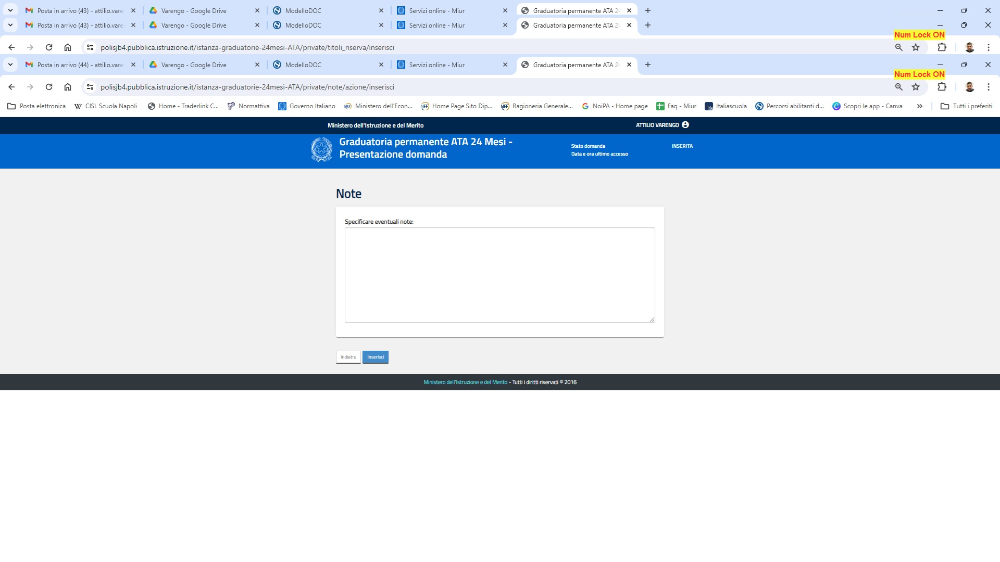 Posta in arrivo (43) - attilio.vare
Varengo - Google Drive
ModelloDOC
Servizi online - Miur
Graduatoria permanente ATA 2
Posta in arrivo (43) - attilio.vare
Varengo - Google Drive
ModelloDOC
Servizi online - Miur
Graduatoria permanente ATA 2
Num Lock ON
polisjb4.pubblica.istruzione.it/istanza-graduatorie-24mesi-ATA/private/titoli_riserva/inserisci
Posta in arrivo (44) - attilio.vare
Varengo - Google Drive
ModelloDOC
Servizi online - Miur
Graduatoria permanente ATA 2
Num Lock ON
polisjb4.pubblica.istruzione.it/istanza-graduatorie-24mesi-ATA/private/note/azione/inserisci
Posta elettronica
CISL Scuola Napoli
Home - Traderlink C...
Normattiva
Governo Italiano
Ministero dell'Econ...
Home Page Sito Dip...
Ragioneria Generale...
NoiPA - Home page
Faq - Miur
Italiascuola
Percorsi abilitanti d...
Scopri le app - Canva
»
Tutti i preferiti
Ministero dell'Istruzione e del Merito
ATTILIO VARENGO
Graduatoria permanente ATA 24 Mesi -
Presentazione domanda
Stato domanda
INSERITA
Data e ora ultimo accesso
Note
Specificare eventuali note:
Indietro
Inserisci
Ministero dell'Istruzione e del Merito - Tutti i diritti riservati © 2016